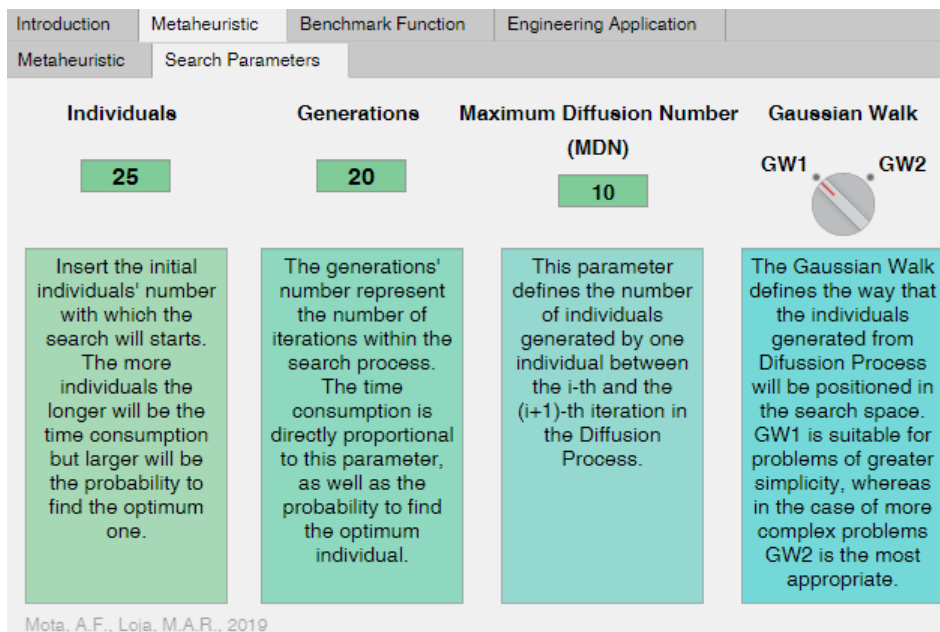 Introduction Metaheuristic Benchmark Function Engineering Application
Metaheuristic Search Parameters
Individuals
25
Insert the initial
individuals' number
with which the
search will starts.
The more
individuals the
longer will be the
time consumption
but larger will be
the probability to
find the optimum
one.
Generations
20
The generations'
number represent
the number of
iterations within the
search process.
The time
consumption is
directly proportional
to this parameter,
as well as the
probability to find
the optimum
individual.
Maximum Diffusion Number
(MDN)
10
This parameter
defines the number
of individuals
generated by one
individual between
the i-th and the
(i+1)-th iteration in
the Diffusion
Process.
Gaussian Walk
GW1 GW2
The Gaussian Walk
defines the way that
the individuals
generated from
Difussion Process
will be positioned in
the search space.
GW1 is suitable for
problems of greater
simplicity, whereas
in the case of more
complex problems
GW2 is the most
appropriate.
Mota, A.F., Loja, M.A.R., 2019